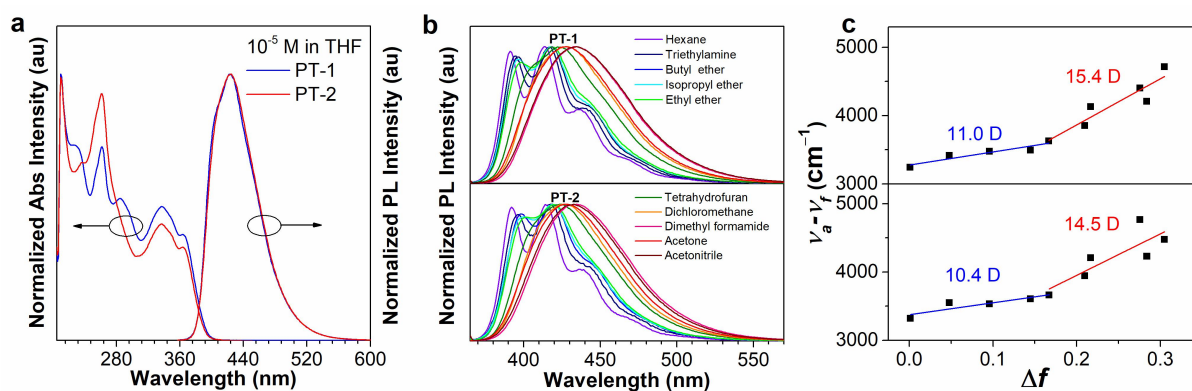 a
10⁻⁵ M in THF
PT-1
PT-2
Normalized Abs Intensity (au)
Normalized PL Intensity (au)
280 360 440 520 600
Wavelength (nm)
b
PT-1
Hexane
Triethylamine
Butyl ether
Isopropyl ether
Ethyl ether
PT-2
Tetrahydrofuran
Dichloromethane
Dimethyl formamide
Acetone
Acetonitrile
Normalized PL Intensity (au)
400 450 500 550
Wavelength (nm)
c
5000
4000
3000
15.4 D
11.0 D
5000
4000
3000
14.5 D
10.4 D
νa-νf (cm⁻¹)
0.0 0.1 0.2 0.3
Δf